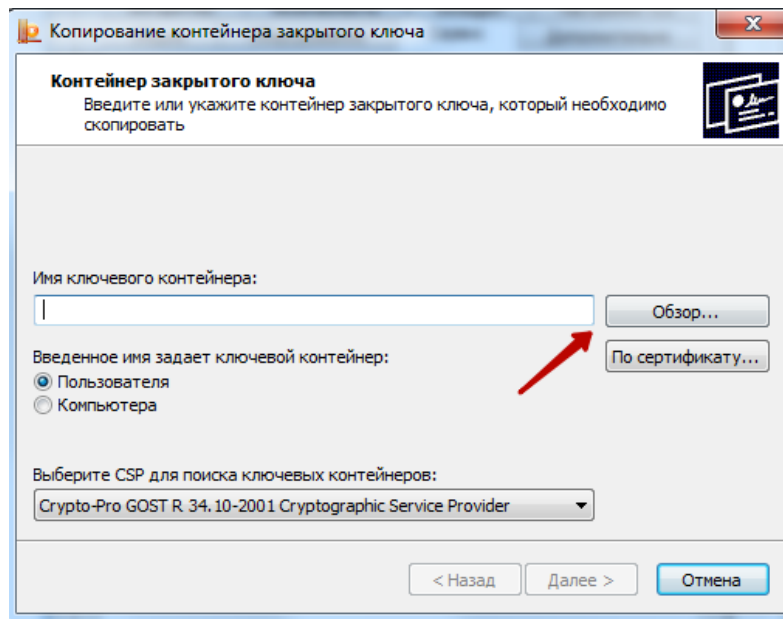 Копирование контейнера закрытого ключа
Контейнер закрытого ключа
Введите или укажите контейнер закрытого ключа, который необходимо
скопировать
Имя ключевого контейнера:
Обзор...
Введенное имя задает ключевой контейнер:
По сертификату...
Пользователя
Компьютера
Выберите CSP для поиска ключевых контейнеров:
Crypto-Pro GOST R 34.10-2001 Cryptographic Service Provider
< Назад
Далее >
Отмена